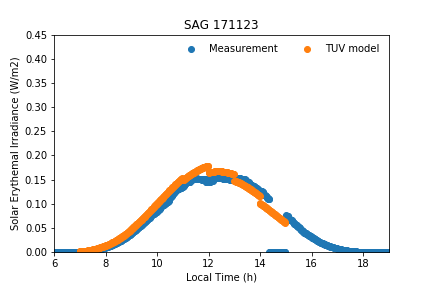 SAG 171123
Measurement
TUV model
Solar Erythemal Irradiance (W/m2)
0.45
0.40
0.35
0.30
0.25
0.20
0.15
0.10
0.05
0.00
6 8 10 12 14 16 18
Local Time (h)